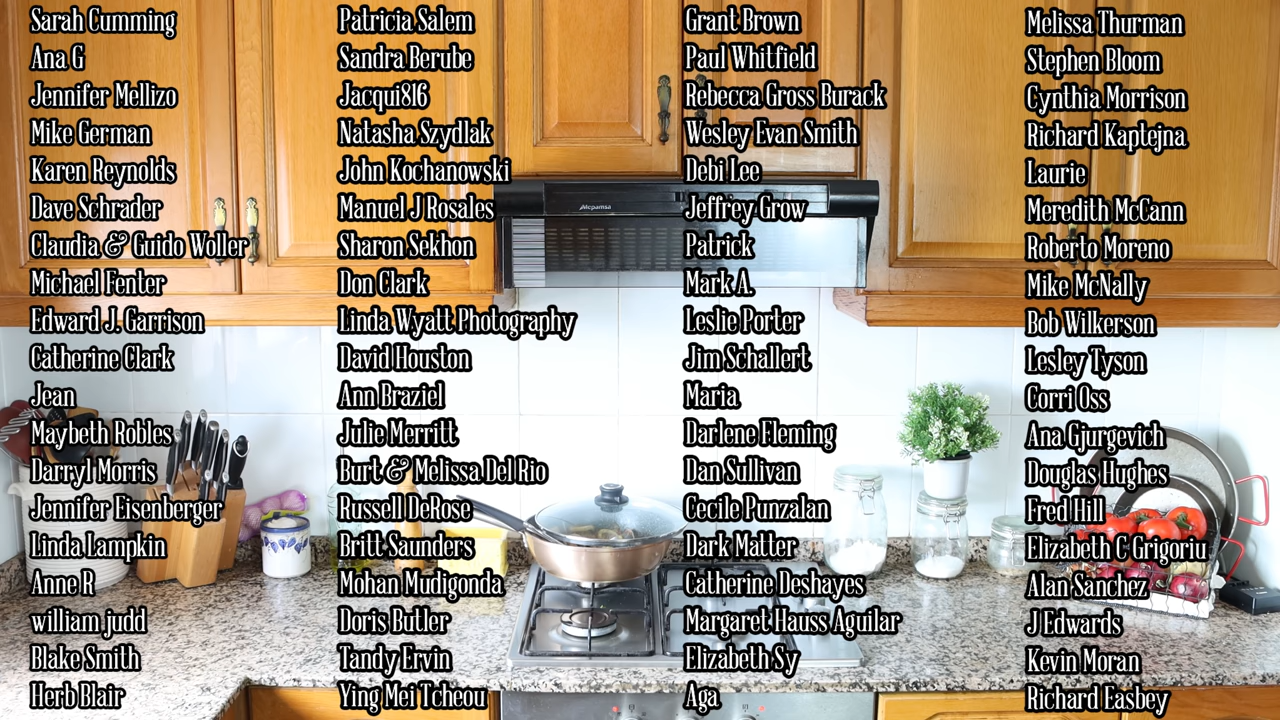 Sarah Cumming
Ana G
Jennifer Mellizo
Mike German
Karen Reynolds
Dave Schrader
Claudia & Guido Woller
Michael Fenter
Edward J. Garrison
Catherine Clark
Jean
Maybeth Robles
Darryl Morris
Jennifer Eisenberger
Linda Lampkin
Anne R
william judd
Blake Smith
Herb Blair
Patricia Salem
Sandra Berube
Jacqui816
Natasha Szydlak
John Kochanowski
Manuel J Rosales
Sharon Sekhon
Don Clark
Linda Wyatt Photography
David Houston
Ann Braziel
Julie Merritt
Burt & Melissa Del Rio
Russell DeRose
Britt Saunders
Mohan Mudigonda
Doris Butler
Tandy Ervin
Ying Mei Tcheou
Grant Brown
Paul Whitfield
Rebecca Gross Burack
Wesley Evan Smith
Debi Lee
Jeffrey Grow
Patrick
Mark A.
Leslie Porter
Jim Schallert
Maria
Darlene Fleming
Dan Sullivan
Cecile Punzalan
Dark Matter
Catherine Deshayes
Margaret Hauss Aguilar
Elizabeth Sy
Aga
Melissa Thurman
Stephen Bloom
Cynthia Morrison
Richard Kaptejna
Laurie
Meredith McCann
Roberto Moreno
Mike McNally
Bob Wilkerson
Lesley Tyson
Corri Oss
Ana Gjurgevich
Douglas Hughes
Fred Hill
Elizabeth C Grigoriu
Alan Sanchez
J Edwards
Kevin Moran
Richard Easbey